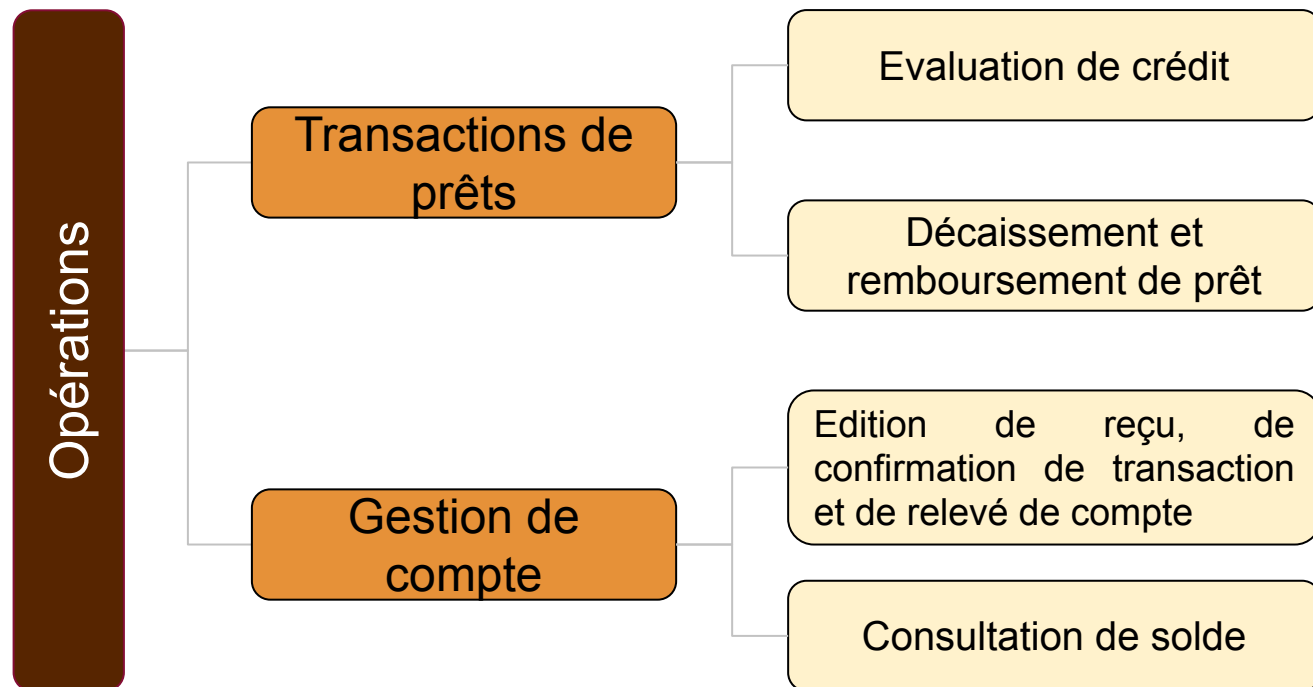 Opérations
Transactions de
prêts
Evaluation de crédit
Décaissement et
remboursement de prêt
Gestion de
compte
Edition de reçu, de
confirmation de transaction
et de relevé de compte
Consultation de solde